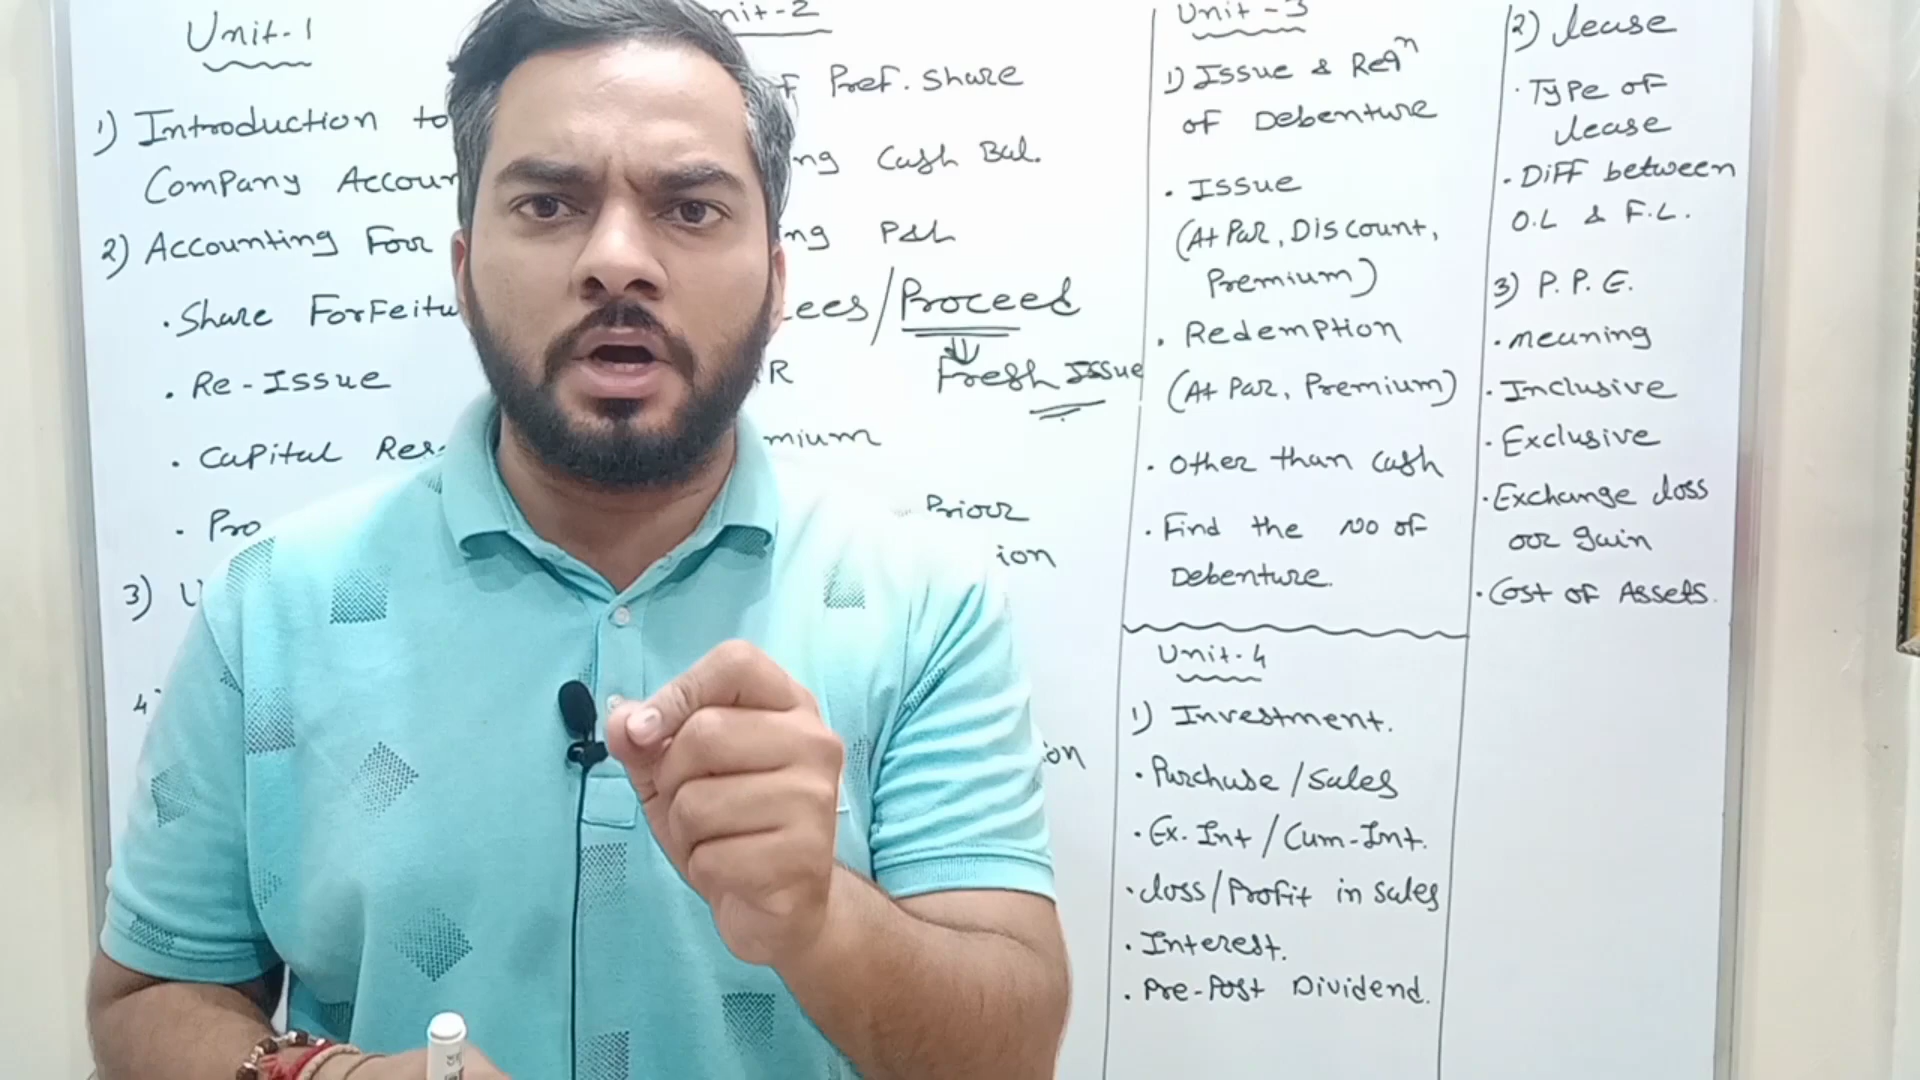 Unit-1
1) Introduction to
Company Accoun
2) Accounting For
• Share Forfeitu
• Re-Issue
• Capital Res
• Pro
3) U
4
nit-2
f Pref. Share
ng Cash Bal.
ng P&L
ees/Proceed
Fresh Issue
R
mium
Prior
ion
ion
Unit-3
1) Issue & Reqⁿ
of Debenture
• Issue
(At Par, Discount,
Premium)
• Redemption
(At Par, Premium)
• Other than Cash
• Find the No of
Debenture.
Unit-4
1) Investment.
• Purchase/Sales
• Ex. Int / Cum-Int.
• Loss/Profit in Sales
• Interest.
• Pre-Post Dividend.
2) Lease
• Type of
Lease
• Diff between
O.L & F.L.
3) P.P.E.
• Meaning
• Inclusive
• Exclusive
• Exchange Loss
or Gain
• Cost of Assets.